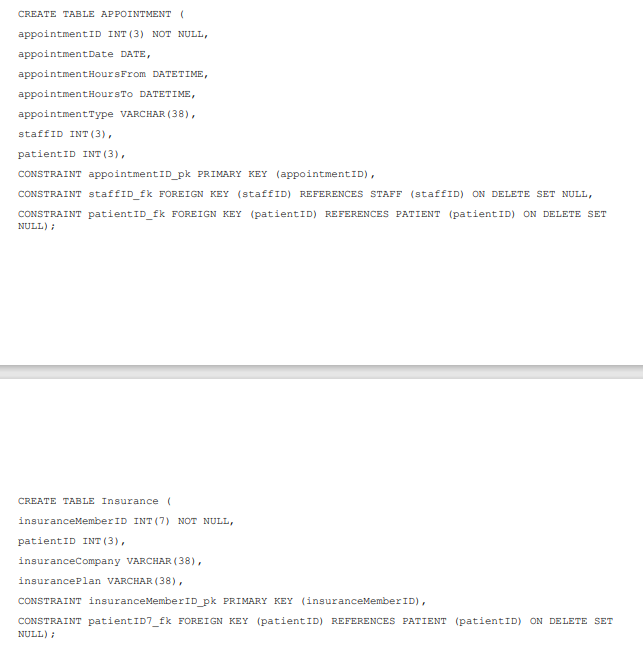 CREATE TABLE APPOINTMENT (
appointmentID INT(3) NOT NULL,
appointmentDate DATE,
appointmentHoursFrom DATETIME,
appointmentHoursTo DATETIME,
appointmentType VARCHAR(38),
staffID INT(3),
patientID INT(3),
CONSTRAINT appointmentID_pk PRIMARY KEY (appointmentID),
CONSTRAINT staffID_fk FOREIGN KEY (staffID) REFERENCES STAFF (staffID) ON DELETE SET NULL,
CONSTRAINT patientID_fk FOREIGN KEY (patientID) REFERENCES PATIENT (patientID) ON DELETE SET
NULL);
CREATE TABLE Insurance (
insuranceMemberID INT(7) NOT NULL,
patientID INT(3),
insuranceCompany VARCHAR(38),
insurancePlan VARCHAR(38),
CONSTRAINT insuranceMemberID_pk PRIMARY KEY (insuranceMemberID),
CONSTRAINT patientID7_fk FOREIGN KEY (patientID) REFERENCES PATIENT (patientID) ON DELETE SET
NULL);